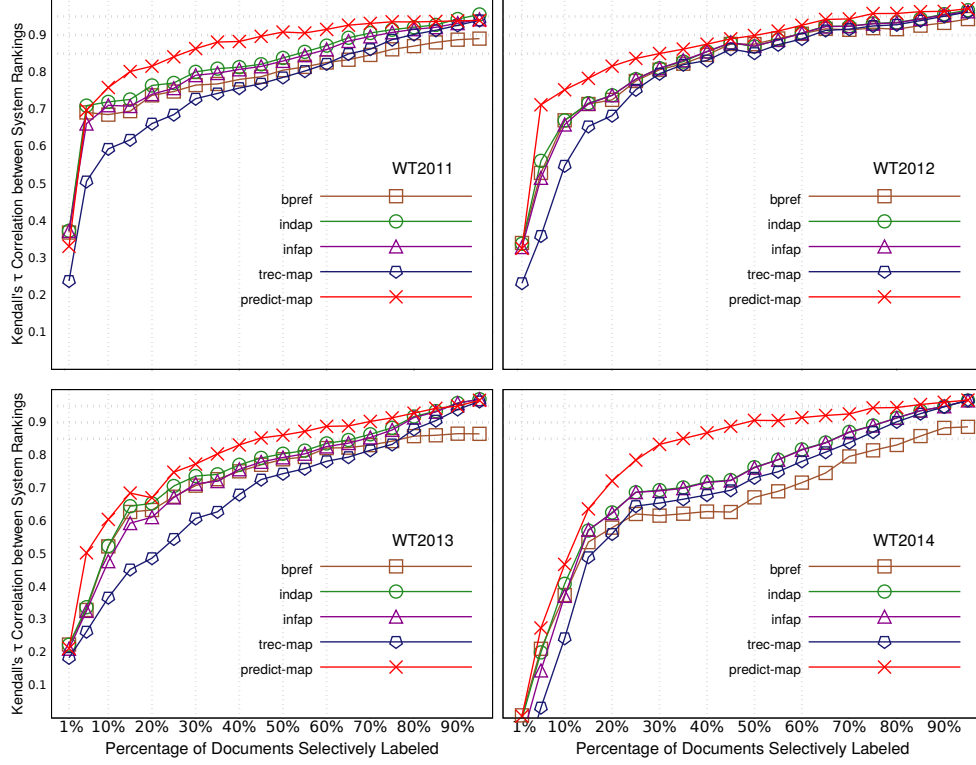 Kendall's τ Correlation between System Rankings
0.9
0.8
0.7
0.6
0.5
0.4
0.3
0.2
0.1
WT2011
bpref
indap
infap
trec-map
predict-map
WT2012
bpref
indap
infap
trec-map
predict-map
Kendall's τ Correlation between System Rankings
0.9
0.8
0.7
0.6
0.5
0.4
0.3
0.2
0.1
WT2013
bpref
indap
infap
trec-map
predict-map
WT2014
bpref
indap
infap
trec-map
predict-map
1% 10% 20% 30% 40% 50% 60% 70% 80% 90%
1% 10% 20% 30% 40% 50% 60% 70% 80% 90%
Percentage of Documents Selectively Labeled
Percentage of Documents Selectively Labeled